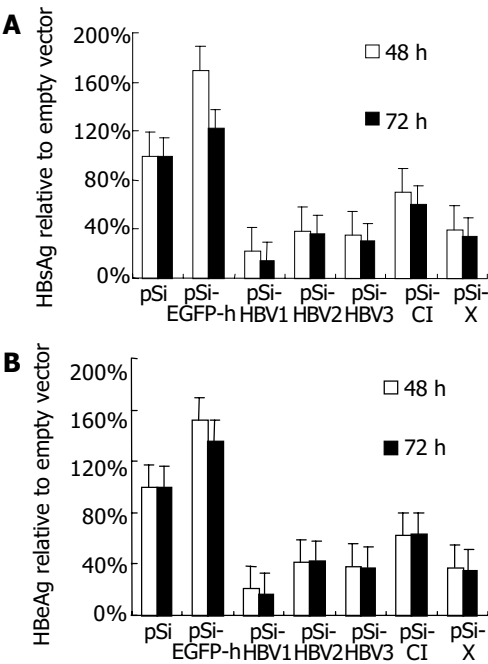 A
HBsAg relative to empty vector
200%
160%
120%
80%
40%
0%
48 h
72 h
pSi pSi- pSi- pSi- pSi- pSi- pSi-
EGFP-h HBV1 HBV2 HBV3 CI X
B
HBeAg relative to empty vector
200%
160%
120%
80%
40%
0%
48 h
72 h
pSi pSi- pSi- pSi- pSi- pSi- pSi-
EGFP-h HBV1 HBV2 HBV3 CI X